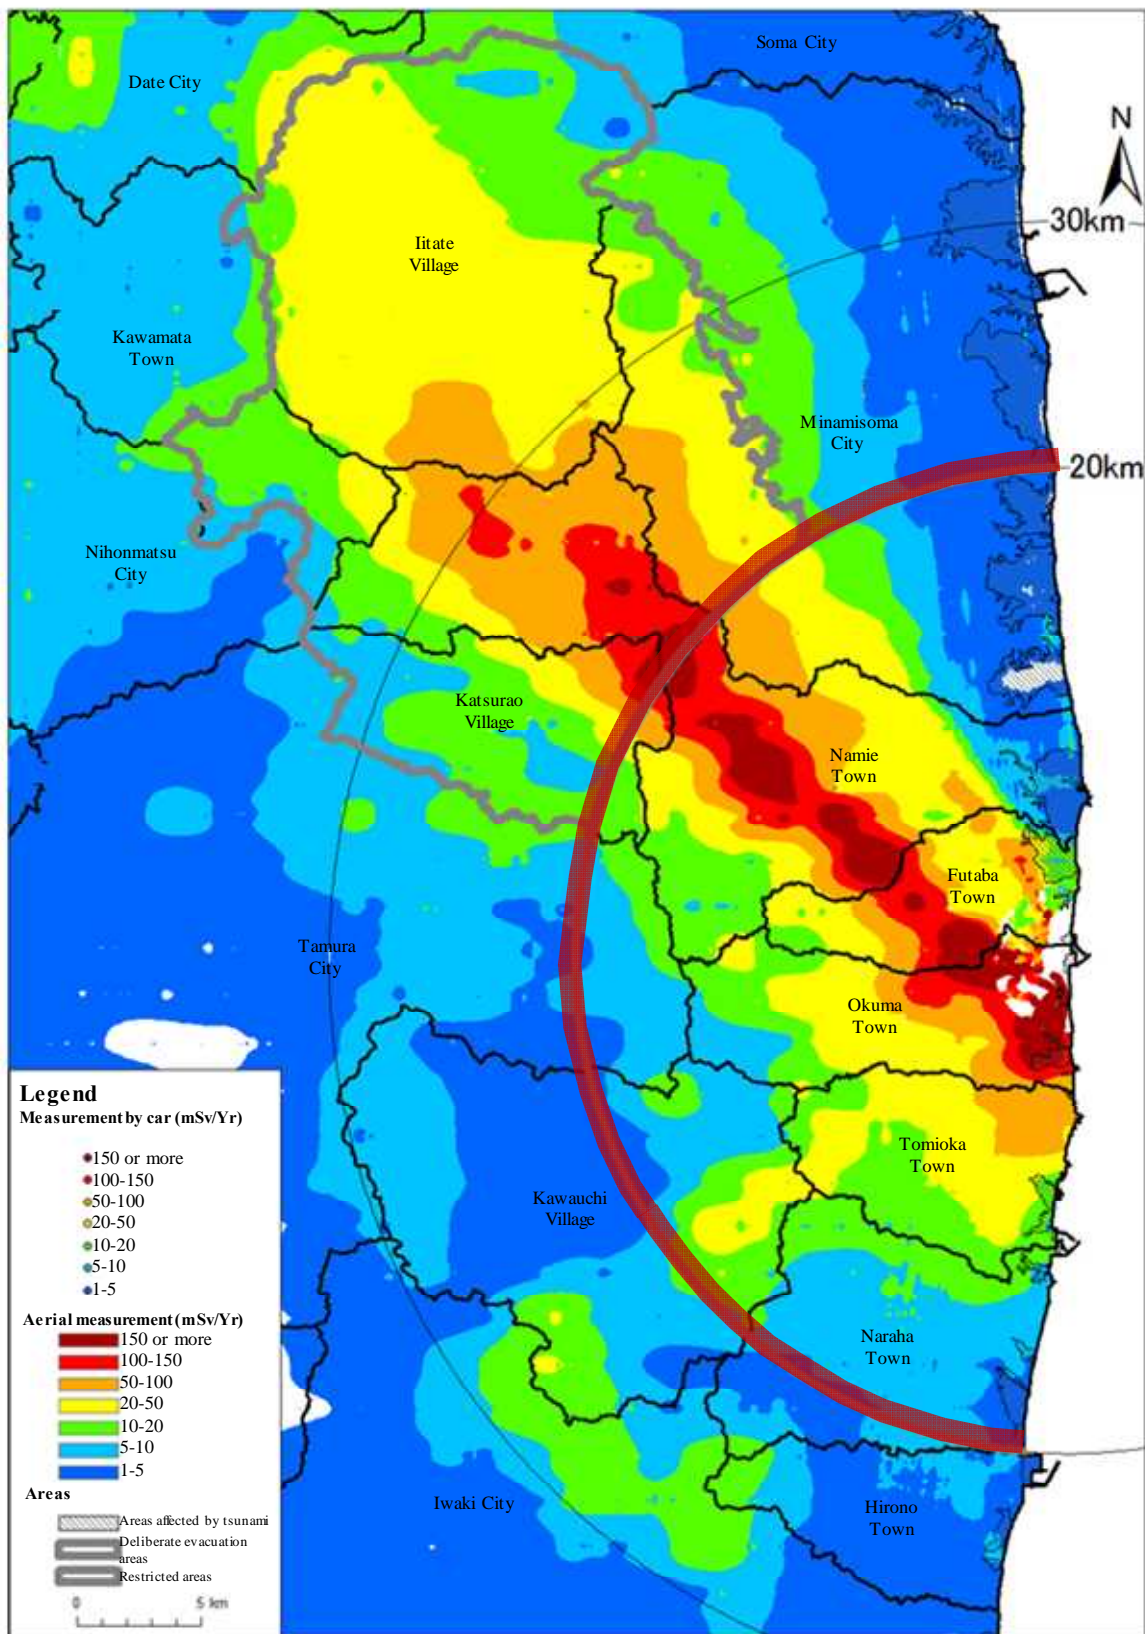 Soma City
Date City
N
30km
Iitate
Village
Kawamata
Town
Minamisoma
City
20km
Nihonmatsu
City
Katsurao
Village
Namie
Town
Futaba
Town
Tamura
City
Okuma
Town
Tomioka
Town
Kawauchi
Village
Naraha
Town
Iwaki City
Hirono
Town
Legend
Measurement by car (mSv/Yr)
150 or more
100-150
50-100
20-50
10-20
5-10
1-5
Aerial measurement (mSv/Yr)
150 or more
100-150
50-100
20-50
10-20
5-10
1-5
Areas
Areas affected by tsunami
Deliberate evacuation
areas
Restricted areas
0 5 km